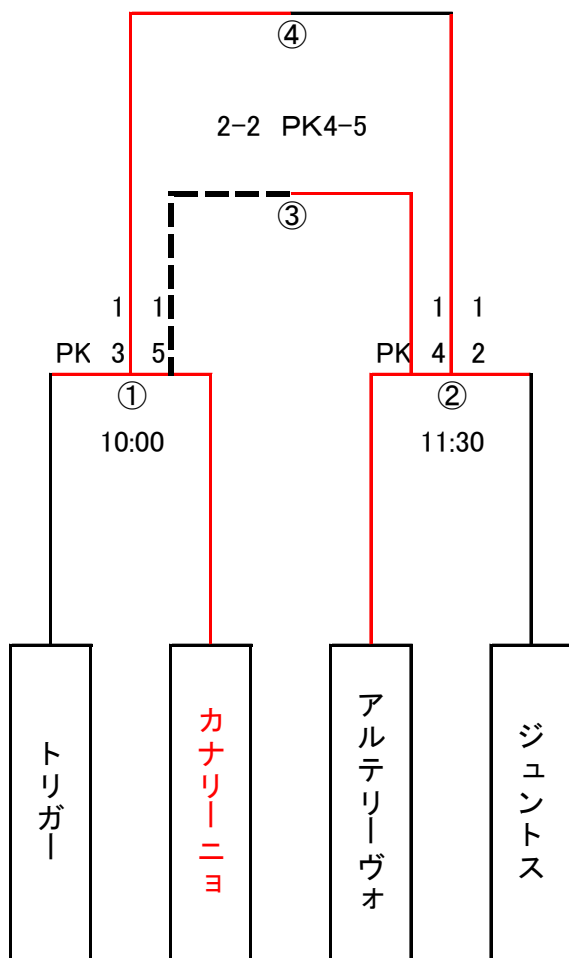 ④
2-2 PK4-5
③
1 1 1 1
PK 3 5 PK 4 2
① ②
10:00 11:30
トリガー
カナリーニョ
アルテリーヴォ
ジュントス